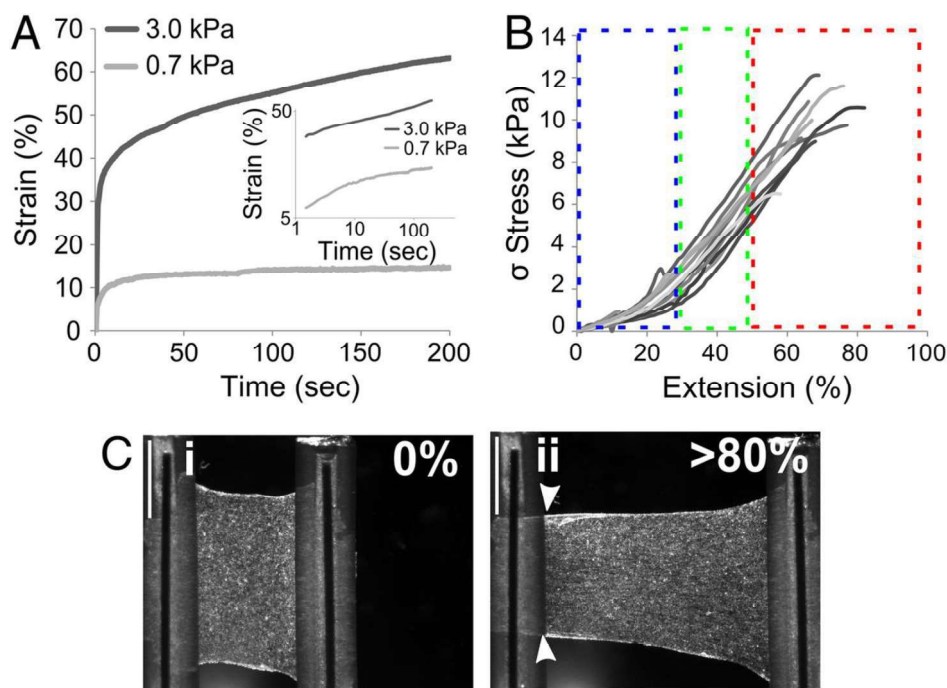 A
3.0 kPa
0.7 kPa
Strain (%)
70
60
50
40
30
20
10
0
0
50
100
150
200
Time (sec)
Strain (%)
50
5
1
10
100
Time (sec)
3.0 kPa
0.7 kPa
B
σ Stress (kPa)
14
12
10
8
6
4
2
0
0
20
40
60
80
100
Extension (%)
C
i
0%
ii
>80%